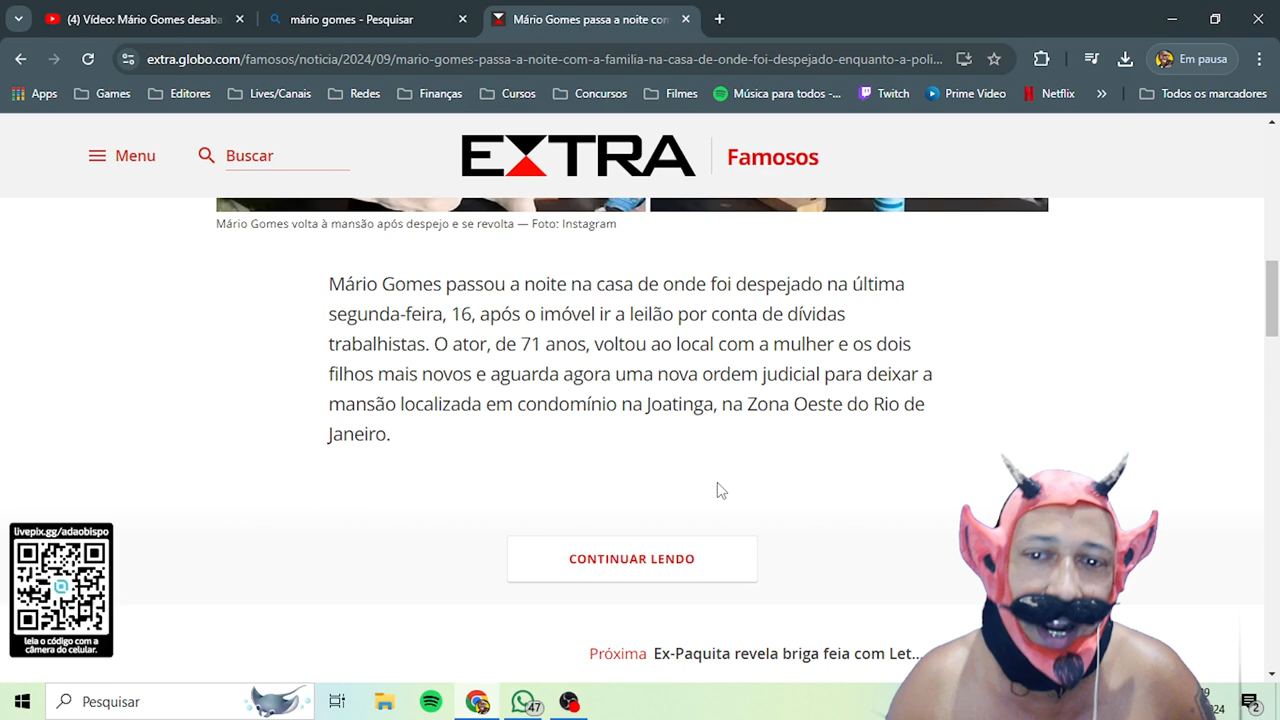 (4) Vídeo: Mário Gomes desaba
mário gomes - Pesquisar
Mário Gomes passa a noite con
extra.globo.com/famosos/noticia/2024/09/mario-gomes-passa-a-noite-com-a-familia-na-casa-de-onde-foi-despejado-enquanto-a-poli...
Em pausa
Apps
Games
Editores
Lives/Canais
Redes
Finanças
Cursos
Concursos
Filmes
Música para todos -...
Twitch
Prime Video
Netflix
»
Todos os marcadores
Menu
Buscar
EXTRA
Famosos
Mário Gomes volta à mansão após despejo e se revolta — Foto: Instagram
Mário Gomes passou a noite na casa de onde foi despejado na última
segunda-feira, 16, após o imóvel ir a leilão por conta de dívidas
trabalhistas. O ator, de 71 anos, voltou ao local com a mulher e os dois
filhos mais novos e aguarda agora uma nova ordem judicial para deixar a
mansão localizada em condomínio na Joatinga, na Zona Oeste do Rio de
Janeiro.
livepix.gg/adaobispo
leia o código com a
câmera do celular.
CONTINUAR LENDO
Próxima Ex-Paquita revela briga feia com Let...
Pesquisar
47
2